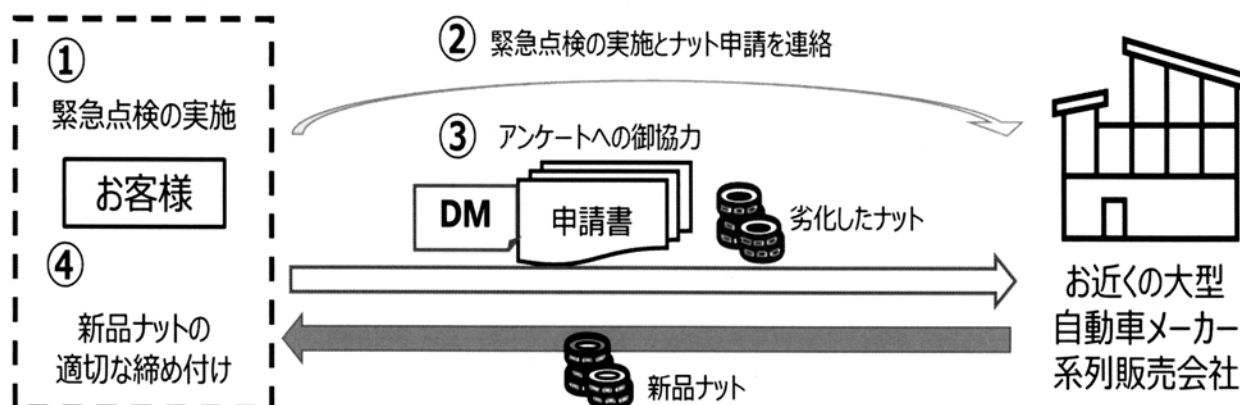 ①
緊急点検の実施
お客様
④
新品ナットの
適切な締め付け
② 緊急点検の実施とナット申請を連絡
③ アンケートへの御協力
DM
申請書
劣化したナット
新品ナット
お近くの大型
自動車メーカー
系列販売会社